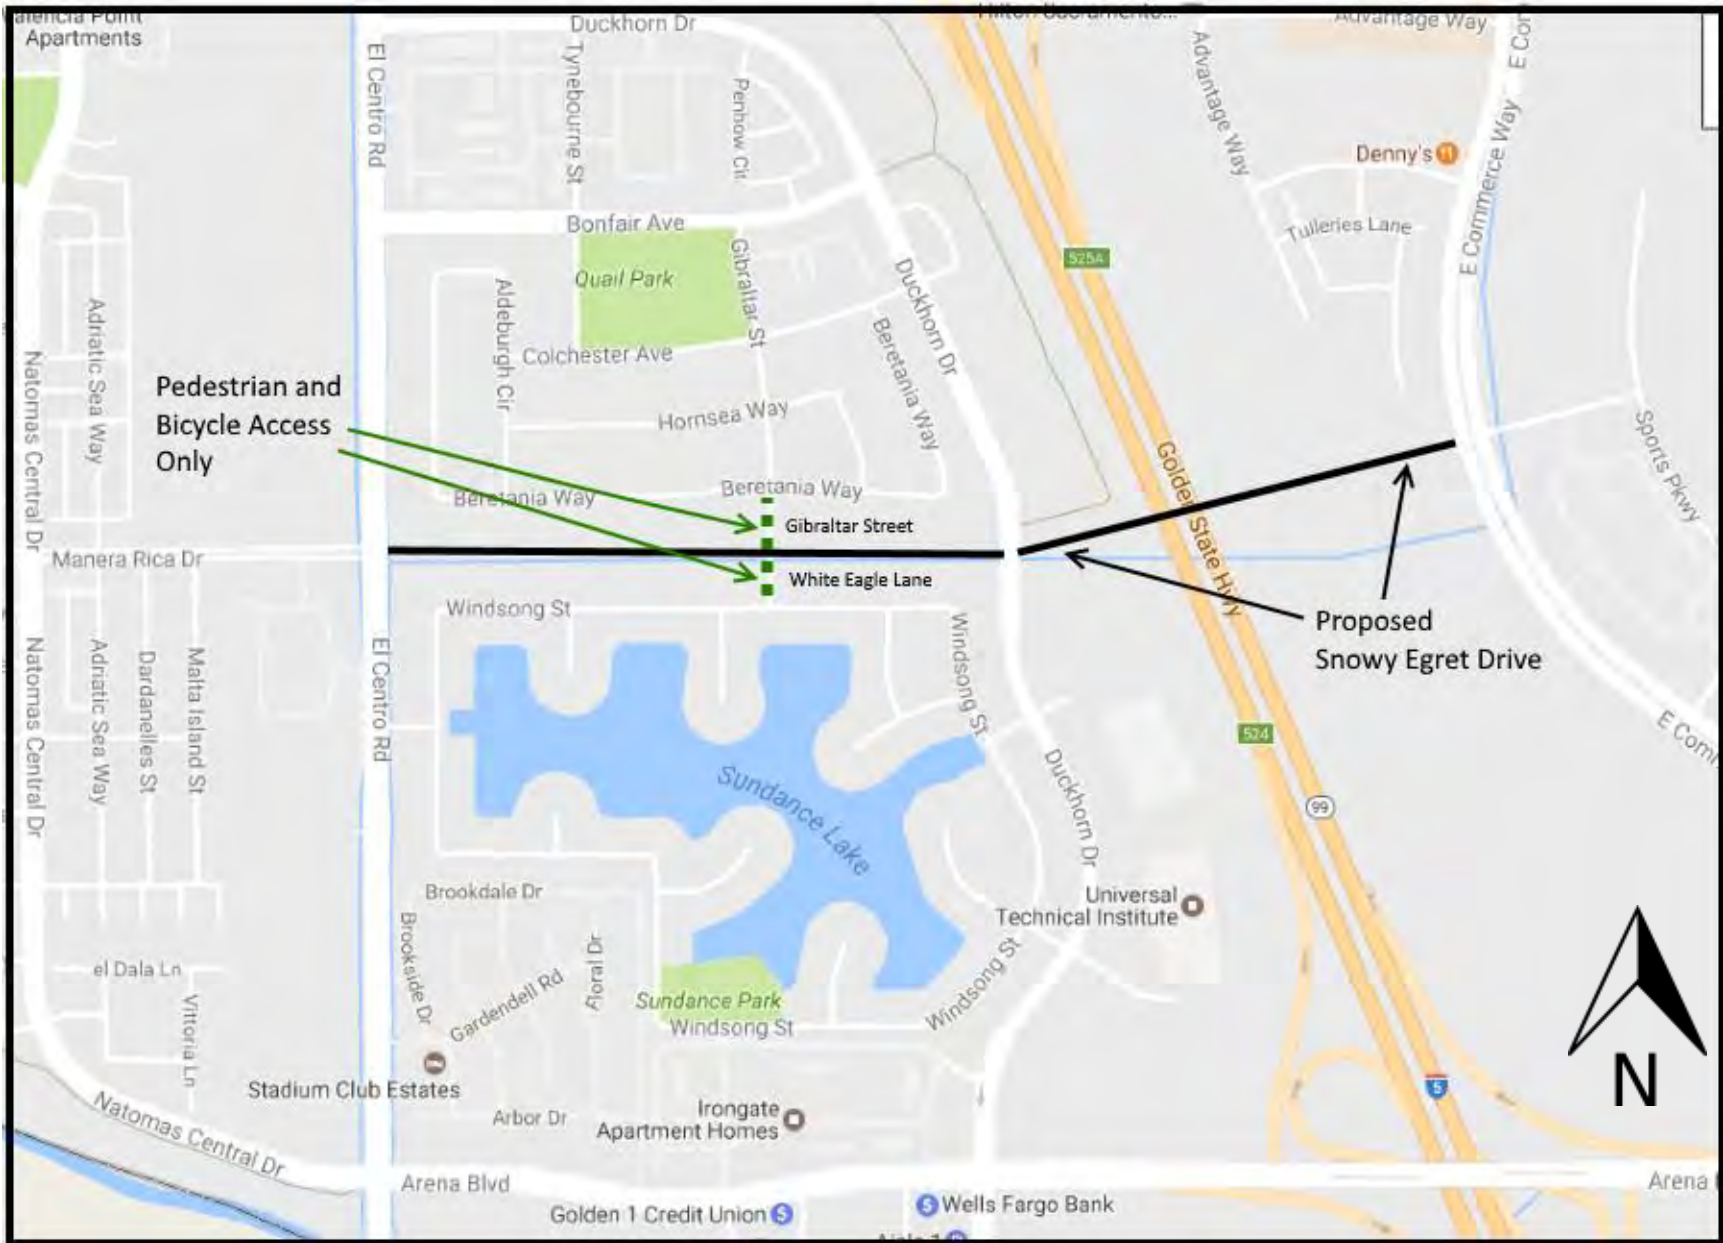 Valencia Point
Apartments
Duckhorn Dr
Hilton Sacramento...
Advantage Way
E Com
El Centro Rd
Tynebourne St
Penhow Cir
Advantage Way
Denny's
E Commerce Way
Tulleries Lane
Bonfair Ave
Quail Park
Gibraltar St
525A
Duckhorn Dr
Aldeburgh Cir
Colchester Ave
Beretania Way
Adriatic Sea Way
Natomas Central Dr
Pedestrian and
Bicycle Access
Only
Hornsea Way
Sports Pkwy
Golden State Hwy
Beretania Way
Beretania Way
Gibraltar Street
Manera Rica Dr
White Eagle Lane
Windsong St
Proposed
Snowy Egret Drive
Natomas Central Dr
Adriatic Sea Way
Dardanelles St
Malta Island St
El Centro Rd
Windsong St
524
E Comm
Sundance Lake
Duckhorn Dr
99
Brookdale Dr
Universal
Technical Institute
Brookside Dr
Gardendell Rd
Floral Dr
el Dala Ln
Vittoria Ln
Sundance Park
Windsong St
Windsong St
N
Stadium Club Estates
5
Natomas Central Dr
Arbor Dr
Irongate
Apartment Homes
Arena Blvd
Arena
Golden 1 Credit Union
$
$
Wells Fargo Bank